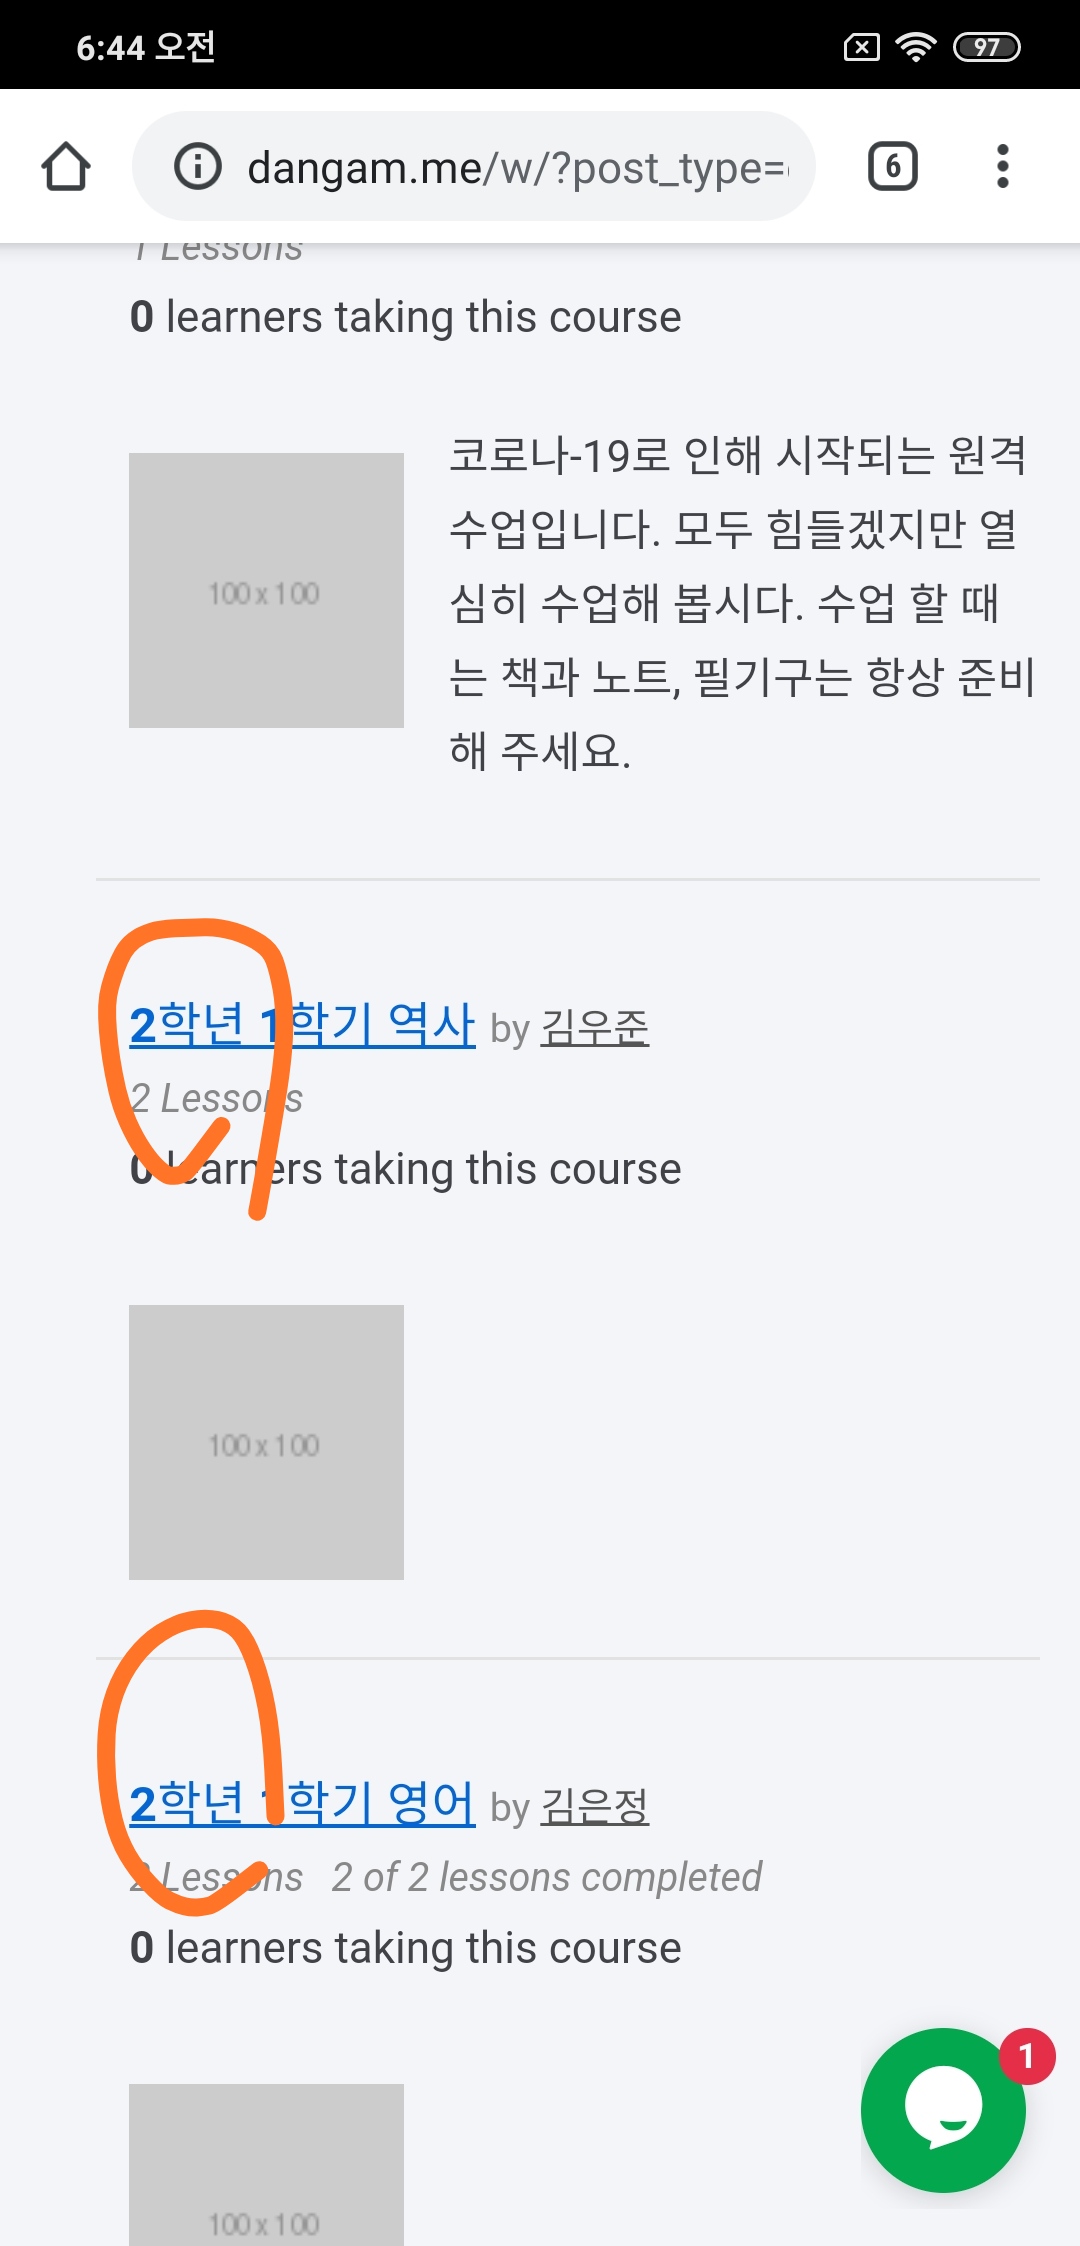 6:44 오전
97
dangam.me/w/?post_type=
6
1 Lessons
0 learners taking this course
100 x 100
코로나-19로 인해 시작되는 원격
수업입니다. 모두 힘들겠지만 열
심히 수업해 봅시다. 수업 할 때
는 책과 노트, 필기구는 항상 준비
해 주세요.
2학년 1학기 역사 by 김우준
2 Lessons
0 learners taking this course
100 x 100
2학년 1학기 영어 by 김은정
2 Lessons 2 of 2 lessons completed
0 learners taking this course
1
100 x 100